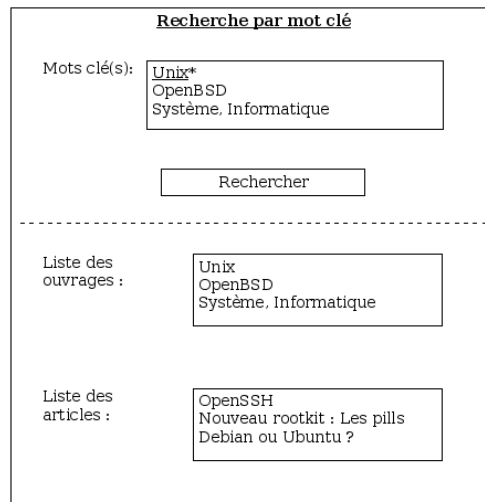 Recherche par mot clé
Mots clé(s):
Unix*
OpenBSD
Système, Informatique
Rechercher
Liste des
ouvrages :
Unix
OpenBSD
Système, Informatique
Liste des
articles :
OpenSSH
Nouveau rootkit : Les pills
Debian ou Ubuntu ?